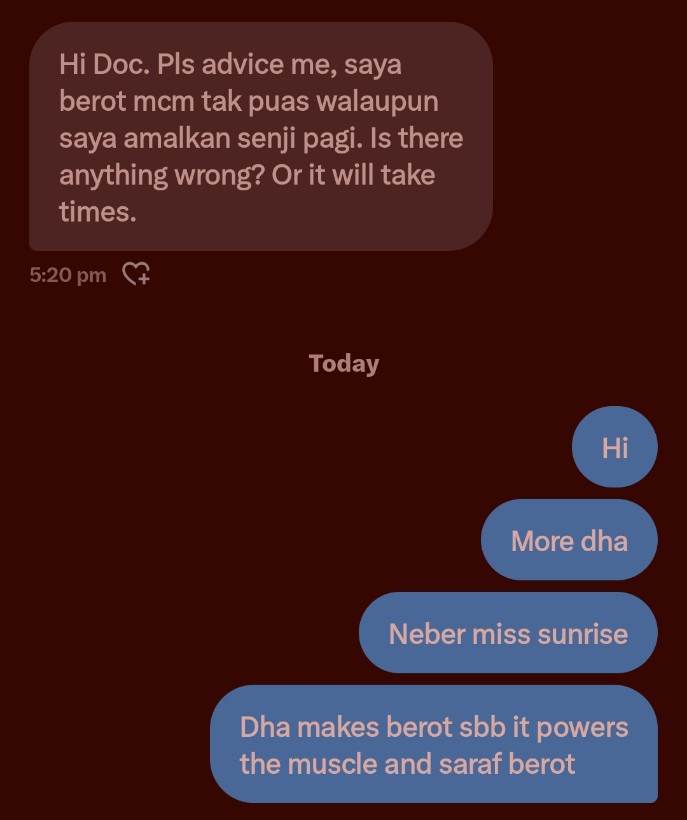 Hi Doc. Pls advice me, saya
berot mcm tak puas walaupun
saya amalkan senji pagi. Is there
anything wrong? Or it will take
times.
5:20 pm
Today
Hi
More dha
Neber miss sunrise
Dha makes berot sbb it powers
the muscle and saraf berot